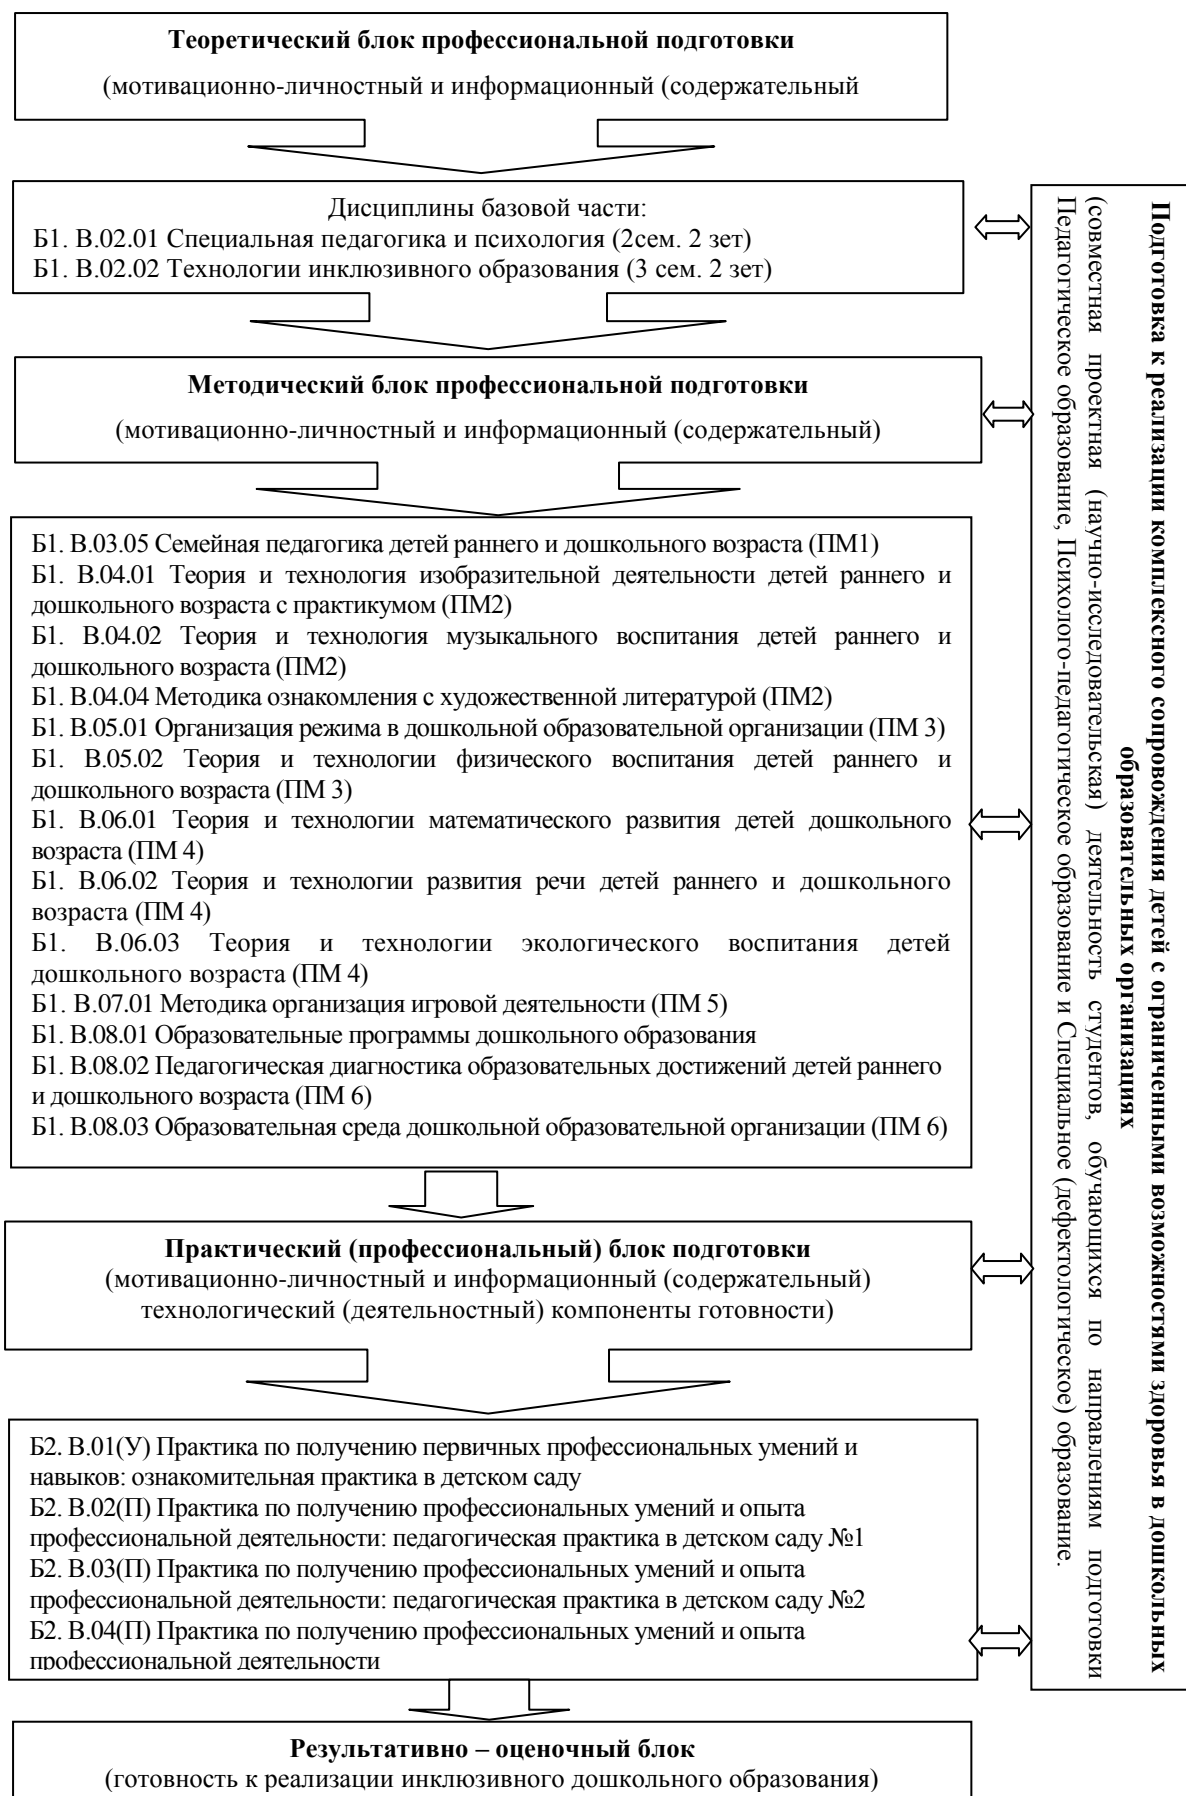 Теоретический блок профессиональной подготовки
(мотивационно-личностный и информационный (содержательный
Дисциплины базовой части:
Б1. В.02.01 Специальная педагогика и психология (2сем. 2 зет)
Б1. В.02.02 Технологии инклюзивного образования (3 сем. 2 зет)
Методический блок профессиональной подготовки
(мотивационно-личностный и информационный (содержательный)
Б1. В.03.05 Семейная педагогика детей раннего и дошкольного возраста (ПМ1)
Б1. В.04.01 Теория и технология изобразительной деятельности детей раннего и
дошкольного возраста с практикумом (ПМ2)
Б1. В.04.02 Теория и технология музыкального воспитания детей раннего и
дошкольного возраста (ПМ2)
Б1. В.04.04 Методика ознакомления с художественной литературой (ПМ2)
Б1. В.05.01 Организация режима в дошкольной образовательной организации (ПМ 3)
Б1. В.05.02 Теория и технологии физического воспитания детей раннего и
дошкольного возраста (ПМ 3)
Б1. В.06.01 Теория и технологии математического развития детей дошкольного
возраста (ПМ 4)
Б1. В.06.02 Теория и технологии развития речи детей раннего и дошкольного
возраста (ПМ 4)
Б1. В.06.03 Теория и технологии экологического воспитания детей
дошкольного возраста (ПМ 4)
Б1. В.07.01 Методика организация игровой деятельности (ПМ 5)
Б1. В.08.01 Образовательные программы дошкольного образования
Б1. В.08.02 Педагогическая диагностика образовательных достижений детей раннего
и дошкольного возраста (ПМ 6)
Б1. В.08.03 Образовательная среда дошкольной образовательной организации (ПМ 6)
Практический (профессиональный) блок подготовки
(мотивационно-личностный и информационный (содержательный)
технологический (деятельностный) компоненты готовности)
Б2. В.01(У) Практика по получению первичных профессиональных умений и
навыков: ознакомительная практика в детском саду
Б2. В.02(П) Практика по получению профессиональных умений и опыта
профессиональной деятельности: педагогическая практика в детском саду №1
Б2. В.03(П) Практика по получению профессиональных умений и опыта
профессиональной деятельности: педагогическая практика в детском саду №2
Б2. В.04(П) Практика по получению профессиональных умений и опыта
профессиональной деятельности
Результативно – оценочный блок
(готовность к реализации инклюзивного дошкольного образования)
Подготовка к реализации комплексного сопровождения детей с ограниченными возможностями здоровья в дошкольных
образовательных организациях
(совместная проектная (научно-исследовательская) деятельность студентов, обучающихся по направлениям подготовки
Педагогическое образование, Психолого-педагогическое образование и Специальное (дефектологическое) образование.